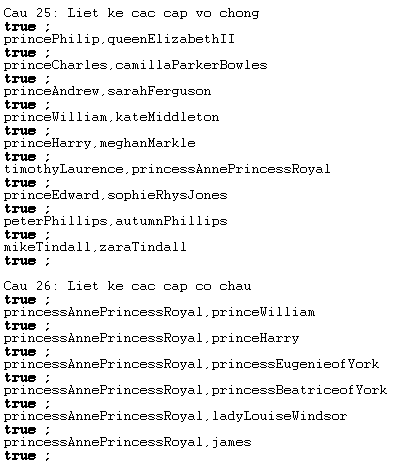 Cau 25: Liet ke cac cap vo chong
true ;
princePhilip,queenElizabethII
true ;
princeCharles,camillaParkerBowles
true ;
princeAndrew,sarahFerguson
true ;
princeWilliam,kateMiddleton
true ;
princeHarry,meghanMarkle
true ;
timothyLaurence,princessAnnePrincessRoyal
true ;
princeEdward,sophieRhysJones
true ;
peterPhillips,autumnPhillips
true ;
mikeTindall,zaraTindall
true ;
Cau 26: Liet ke cac cap co chau
true ;
princessAnnePrincessRoyal,princeWilliam
true ;
princessAnnePrincessRoyal,princeHarry
true ;
princessAnnePrincessRoyal,princessEugenieofYork
true ;
princessAnnePrincessRoyal,princessBeatriceofYork
true ;
princessAnnePrincessRoyal,ladyLouiseWindsor
true ;
princessAnnePrincessRoyal,james
true ;